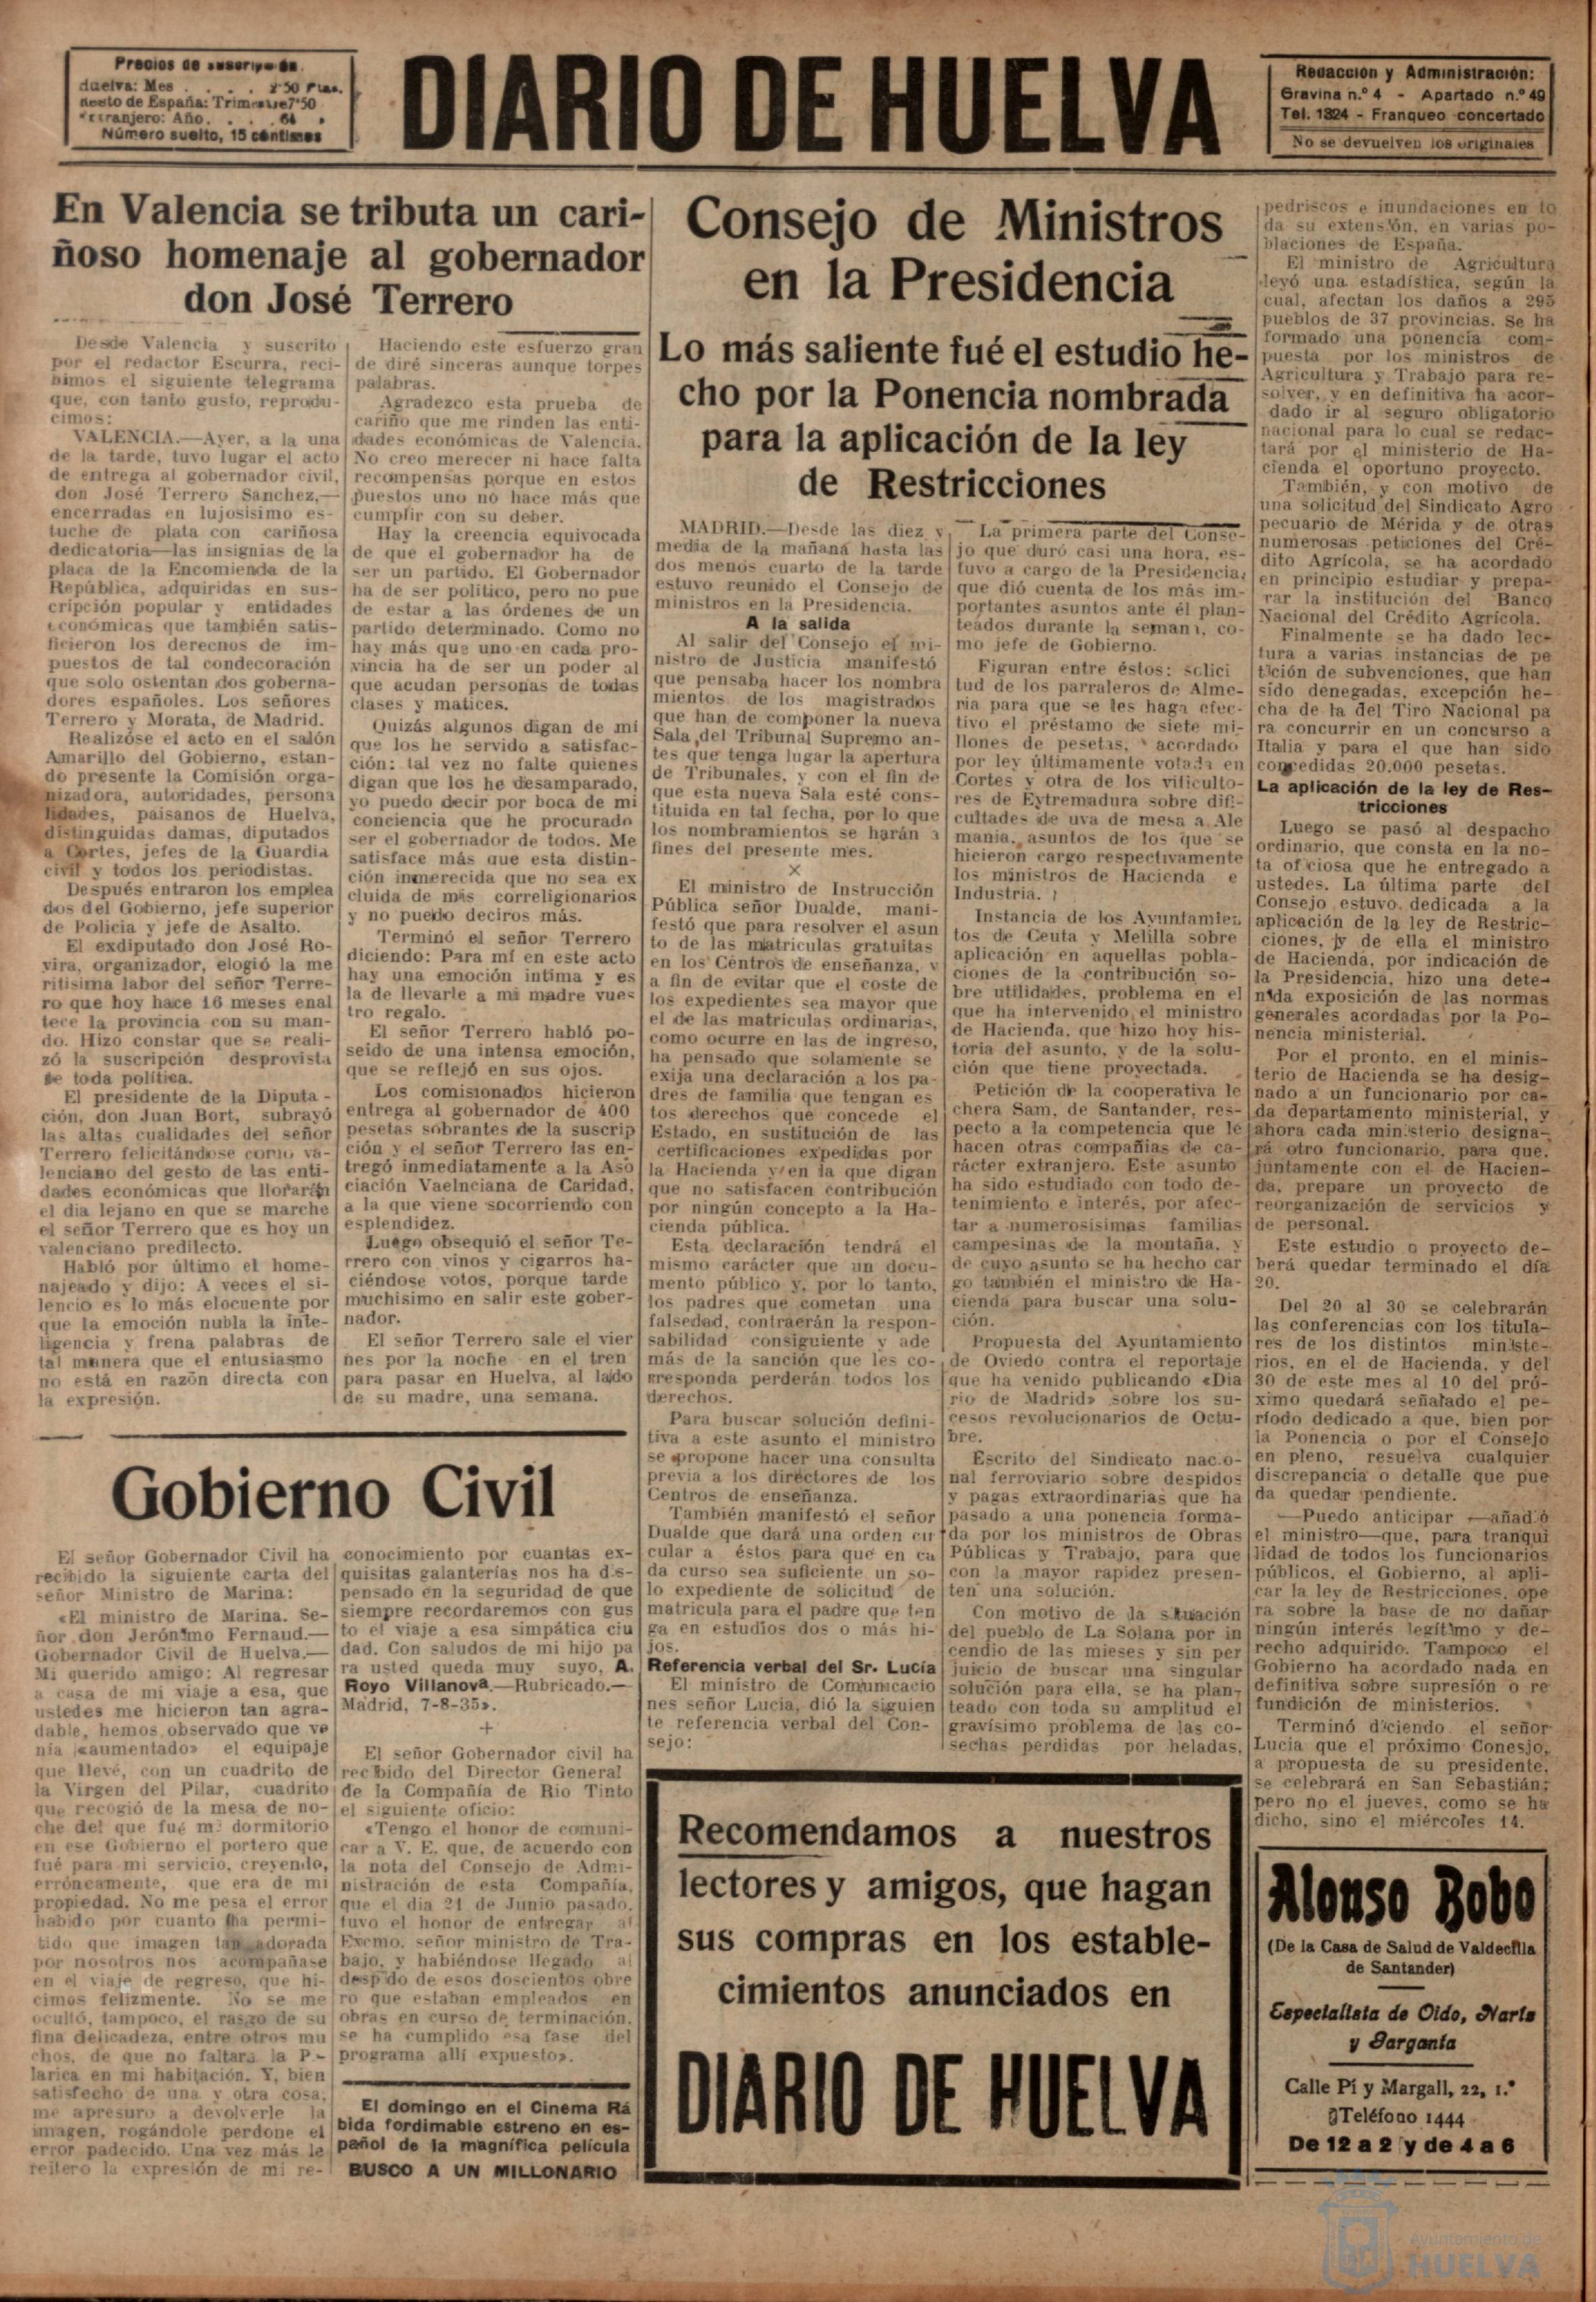 Precios de suscripción
Huelva: Mes . . . . 2'50 Ptas.
Resto de España: Trimestre 7'50
Extranjero: Año. . . . 64 »
Número suelto, 15 céntimos
DIARIO DE HUELVA
Redacción y Administración:
Gravina n.º 4 - Apartado n.º 49
Tel. 1324 - Franqueo concertado
No se devuelven los originales
En Valencia se tributa un cari-
ñoso homenaje al gobernador
don José Terrero
Desde Valencia y suscrito
por el redactor Escurra, reci-
bimos el siguiente telegrama
que, con tanto gusto, reprodu-
cimos:
VALENCIA.—Ayer, a la una
de la tarde, tuvo lugar el acto
de entrega al gobernador civil,
don José Terrero Sánchez,—
encerradas en lujosísimo es-
tuche de plata con cariñosa
dedicatoria—las insignias de la
placa de la Encomienda de la
República, adquiridas en sus-
cripción popular y entidades
económicas que también satis-
ficieron los derechos de im-
puestos de tal condecoración
que solo ostentan dos goberna-
dores españoles. Los señores
Terrero y Morata, de Madrid.
Realizóse el acto en el salón
Amarillo del Gobierno, estan-
do presente la Comisión orga-
nizadora, autoridades, persona
lidades, paisanos de Huelva,
distinguidas damas, diputados
a Cortes, jefes de la Guardia
civil y todos los periodistas.
Después entraron los emplea
dos del Gobierno, jefe superior
de Policía y jefe de Asalto.
El exdiputado don José Ro-
vira, organizador, elogió la me
ritísima labor del señor Terre-
ro que hoy hace 16 meses enal
tece la provincia con su man-
do. Hizo constar que se reali-
zó la suscripción desprovista
de toda política.
El presidente de la Diputa -
ción, don Juan Bort, subrayó
las altas cualidades del señor
Terrero felicitándose como va-
lenciano del gesto de las enti-
dades económicas que llorarán
el dia lejano en que se marche
el señor Terrero que es hoy un
valenciano predilecto.
Habló por último el home-
najeado y dijo: A veces el si-
lencio es lo más elocuente por
que la emoción nubla la inte-
ligencia y frena palabras de
tal manera que el entusiasmo
no está en razón directa con
la expresión.
Haciendo este esfuerzo gran
de diré sinceras aunque torpes
palabras.
Agradezco esta prueba de
cariño que me rinden las enti-
dades económicas de Valencia.
No creo merecer ni hace falta
recompensas porque en estos
puestos uno no hace más que
cumplir con su deber.
Hay la creencia equivocada
de que el gobernador ha de
ser un partido. El Gobernador
ha de ser político, pero no pue
de estar a las órdenes de un
partido determinado. Como no
hay más que uno en cada pro-
vincia ha de ser un poder al
que acudan personas de todas
clases y matices.
Quizás algunos digan de mí
que los he servido a satisfac-
ción: tal vez no falte quienes
digan que los he desamparado,
yo puedo decir por boca de mi
conciencia que he procurado
ser el gobernador de todos. Me
satisface más que esta distin-
ción inmerecida que no sea ex
cluida de mis correligionarios
y no puedo deciros más.
Terminó el señor Terrero
diciendo: Para mí en este acto
hay una emoción intima y es
la de llevarle a mi madre vues-
tro regalo.
El señor Terrero habló po-
seido de una intensa emoción,
que se reflejó en sus ojos.
Los comisionados hicieron
entrega al gobernador de 400
pesetas sobrantes de la suscrip
ción y el señor Terrero las en-
tregó inmediatamente a la Aso
ciación Vaelnciana de Caridad,
a la que viene socorriendo con
esplendidez.
Luego obsequió el señor Te-
rrero con vinos y cigarros ha-
ciéndose votos, porque tarde
muchísimo en salir este gober-
nador.
El señor Terrero sale el vier
nes por la noche en el tren
para pasar en Huelva, al lado
de su madre, una semana.
Gobierno Civil
El señor Gobernador Civil ha
recibido la siguiente carta del
señor Ministro de Marina:
«El ministro de Marina. Se-
ñor don Jerónimo Fernaud.—
Gobernador Civil de Huelva.—
Mi querido amigo: Al regresar
a casa de mi viaje a esa, que
ustedes me hicieron tan agra-
dable, hemos observado que ve
nía «aumentado» el equipaje
que llevé, con un cuadrito de
la Virgen del Pilar, cuadrito
que recogió de la mesa de no-
che del que fué mi dormitorio
en ese Gobierno el portero que
fué para mi servicio, creyendo,
erróneamente, que era de mi
propiedad. No me pesa el error
habido por cuanto ha permi-
tido que imagen tan adorada
por nosotros nos acompañase
en el viaje de regreso, que hi-
cimos felizmente. No se me
ocultó, tampoco, el rasgo de su
fina delicadeza, entre otros mu
chos, de que no faltara la P.-
larica en mi habitación. Y, bien
satisfecho de una y otra cosa,
me apresuro a devolverle la
imagen, rogándole perdone el
error padecido. Una vez más le
reitero la expresión de mi re-
conocimiento por cuantas ex-
quisitas galanterías nos ha dis-
pensado en la seguridad de que
siempre recordaremos con gus
to el viaje a esa simpática ciu
dad. Con saludos de mi hijo pa
ra usted queda muy suyo, A.
Royo Villanova.—Rubricado.—
Madrid, 7-8-35».
+
El señor Gobernador civil ha
recibido del Director General
de la Compañía de Rio Tinto
el siguiente oficio:
«Tengo el honor de comuni-
car a V. E. que, de acuerdo con
la nota del Consejo de Admi-
nistración de esta Compañía,
que el dia 21 de Junio pasado,
tuvo el honor de entregar al
Excmo. señor ministro de Tra-
bajo, y habiéndose llegado al
despido de esos doscientos obre
ro que estaban empleados en
obras en curso de terminación,
se ha cumplido esa fase del
programa allí expuesto».
El domingo en el Cinema Rá
bida fordimable estreno en es-
pañol de la magnífica película
BUSCO A UN MILLONARIO
Consejo de Ministros
en la Presidencia
Lo más saliente fué el estudio he-
cho por la Ponencia nombrada
para la aplicación de la ley
de Restricciones
MADRID.—Desde las diez y
media de la mañana hasta las
dos menos cuarto de la tarde
estuvo reunido el Consejo de
ministros en la Presidencia.
A la salida
Al salir del Consejo el mi-
nistro de Justicia manifestó
que pensaba hacer los nombra
mientos de los magistrados
que han de componer la nueva
Sala del Tribunal Supremo an-
tes que tenga lugar la apertura
de Tribunales, y con el fin de
que esta nueva Sala esté cons-
tituida en tal fecha, por lo que
los nombramientos se harán a
fines del presente mes.
×
El ministro de Instrucción
Pública señor Dualde, mani-
festó que para resolver el asun
to de las matriculas gratuitas
en los Centros de enseñanza, y
a fin de evitar que el coste de
los expedientes sea mayor que
el de las matriculas ordinarias,
como ocurre en las de ingreso,
ha pensado que solamente se
exija una declaración a los pa-
dres de familia que tengan es
tos derechos que concede el
Estado, en sustitución de las
certificaciones expedidas por
la Hacienda y en la que digan
que no satisfacen contribución
por ningún concepto a la Ha-
cienda pública.
Esta declaración tendrá el
mismo carácter que un docu-
mento público y, por lo tanto,
los padres que cometan una
falsedad, contraerán la respon-
sabilidad consiguiente y ade
más de la sanción que les co-
rresponda perderán todos los
derechos.
Para buscar solución defini-
tiva a este asunto el ministro
se propone hacer una consulta
previa a los directores de los
Centros de enseñanza.
También manifestó el señor
Dualde que dará una orden cir
cular a éstos para que en ca
da curso sea suficiente un so-
lo expediente de solicitud de
matrícula para el padre que ten
ga en estudios dos o más hi-
jos.
Referencia verbal del Sr. Lucía
El ministro de Comunicacio
nes señor Lucia, dió la siguien
te referencia verbal del Con-
sejo:
La primera parte del Conse-
jo que duró casi una hora, es-
tuvo a cargo de la Presidencia,
que dió cuenta de los más im-
portantes asuntos ante él plan-
teados durante la semana, co-
mo jefe de Gobierno.
Figuran entre éstos: solici
tud de los parraleros de Alme-
ría para que se les haga efec-
tivo el préstamo de siete mi-
llones de pesetas, acordado
por ley últimamente votada en
Cortes y otra de los viticulto-
res de Extremadura sobre difi-
cultades de uva de mesa a Ale
mania, asuntos de los que se
hicieron cargo respectivamente
los ministros de Hacienda e
Industria.
Instancia de los Ayuntamien
tos de Ceuta y Melilla sobre
aplicación en aquellas pobla-
ciones de la contribución so-
bre utilidades, problema en el
que ha intervenido el ministro
de Hacienda, que hizo hoy his-
toria del asunto, y de la solu-
ción que tiene proyectada.
Petición de la cooperativa le
chera Sam, de Santander, res-
pecto a la competencia que le
hacen otras compañías de ca-
rácter extranjero. Este asunto
ha sido estudiado con todo de-
tenimiento e interés, por afec-
tar a numerosísimas familias
campesinas de la montaña, y
de cuyo asunto se ha hecho car
go también el ministro de Ha-
cienda para buscar una solu-
ción.
Propuesta del Ayuntamiento
de Oviedo contra el reportaje
que ha venido publicando «Dia
rio de Madrid» sobre los su-
cesos revolucionarios de Octu-
bre.
Escrito del Sindicato nacio-
nal ferroviario sobre despidos
y pagas extraordinarias que ha
pasado a una ponencia forma-
da por los ministros de Obras
Públicas y Trabajo, para que
con la mayor rapidez presen-
ten una solución.
Con motivo de la situación
del pueblo de La Solana por in
cendio de las mieses y sin per
juicio de buscar una singular
solución para ella, se ha plan-
teado con toda su amplitud el
gravísimo problema de las co-
sechas perdidas por heladas,
pedriscos e inundaciones en to
da su extensión, en varias po-
blaciones de España.
El ministro de Agricultura
leyó una estadística, según la
cual, afectan los daños a 295
pueblos de 37 provincias. Se ha
formado una ponencia com-
puesta por los ministros de
Agricultura y Trabajo para re-
solver, y en definitiva ha acor-
dado ir al seguro obligatorio
nacional para lo cual se redac-
tará por el ministerio de Ha-
cienda el oportuno proyecto.
También, y con motivo de
una solicitud del Sindicato Agro
pecuario de Mérida y de otras
numerosas peticiones del Cré-
dito Agrícola, se ha acordado
en principio estudiar y prepa-
rar la institución del Banco
Nacional del Crédito Agrícola.
Finalmente se ha dado lec-
tura a varias instancias de pe
tición de subvenciones, que han
sido denegadas, excepción he-
cha de la del Tiro Nacional pa
ra concurrir en un concurso a
Italia y para el que han sido
concedidas 20.000 pesetas.
La aplicación de la ley de Res-
tricciones
Luego se pasó al despacho
ordinario, que consta en la no-
ta oficiosa que he entregado a
ustedes. La última parte del
Consejo estuvo dedicada a la
aplicación de la ley de Restric-
ciones, y de ella el ministro
de Hacienda, por indicación de
la Presidencia, hizo una dete-
nida exposición de las normas
generales acordadas por la Po-
nencia ministerial.
Por el pronto, en el minis-
terio de Hacienda se ha desig-
nado a un funcionario por ca-
da departamento ministerial, y
ahora cada ministerio designa-
rá otro funcionario, para que,
juntamente con el de Hacien-
da, prepare un proyecto de
reorganización de servicios y
de personal.
Este estudio o proyecto de-
berá quedar terminado el día
20.
Del 20 al 30 se celebrarán
las conferencias con los titula-
res de los distintos ministe-
rios, en el de Hacienda, y del
30 de este mes al 10 del pró-
ximo quedará señalado el pe-
ríodo dedicado a que, bien por
la Ponencia o por el Consejo
en pleno, resuelva cualquier
discrepancia o detalle que pue
da quedar pendiente.
—Puedo anticipar —añadió
el ministro—que, para tranqui
lidad de todos los funcionarios
públicos, el Gobierno, al apli-
car la ley de Restricciones, ope
ra sobre la base de no dañar
ningún interés legítimo y de-
recho adquirido. Tampoco el
Gobierno ha acordado nada en
definitiva sobre supresión o re
fundición de ministerios.
Terminó diciendo el señor
Lucia que el próximo Conesjo,
a propuesta de su presidente,
se celebrará en San Sebastián;
pero no el jueves, como se ha
dicho, sino el miércoles 14.
Recomendamos a nuestros
lectores y amigos, que hagan
sus compras en los estable-
cimientos anunciados en
DIARIO DE HUELVA
Alonso Bobo
(De la Casa de Salud de Valdecilla
de Santander)
Especialista de Oido, Nariz
y Garganta
Calle Pí y Margall, 22, 1.º
Teléfono 1444
De 12 a 2 y de 4 a 6
Ayuntamiento de
HUELVA